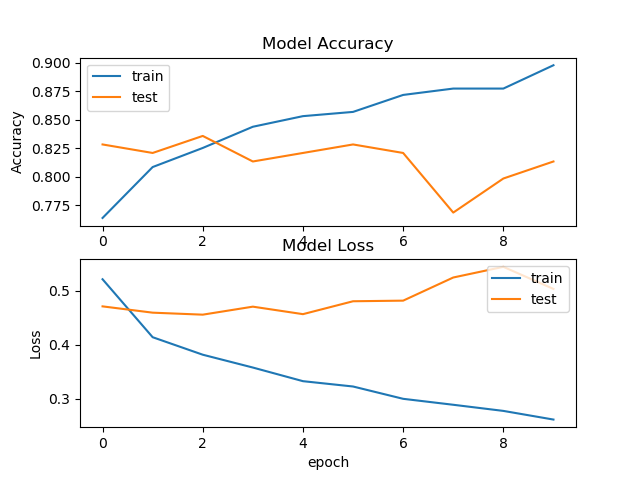 Model Accuracy
0.900
0.875
0.850
0.825
0.800
0.775
Accuracy
train
test
0 2 4 6 8
Model Loss
0.5
0.4
0.3
Loss
train
test
0 2 4 6 8
epoch